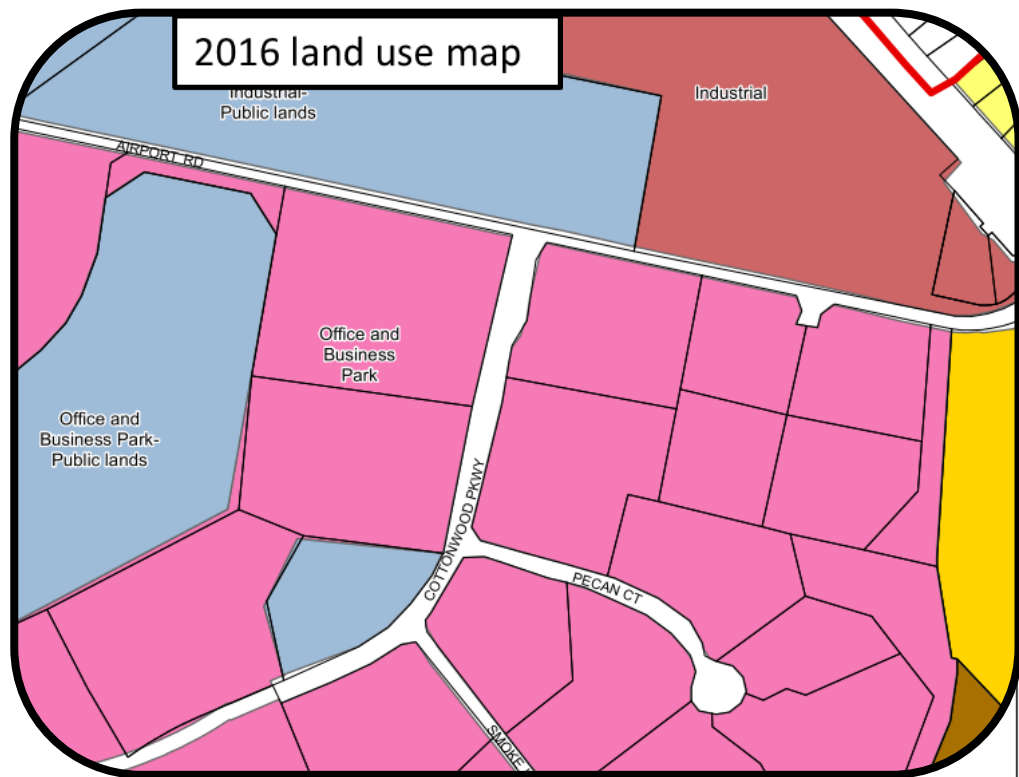 2016 land use map
Industrial-
Public lands
Industrial
AIRPORT RD
Office and
Business
Park
Office and
Business Park-
Public lands
COTTONWOOD PKWY
PECAN CT
SMOKE